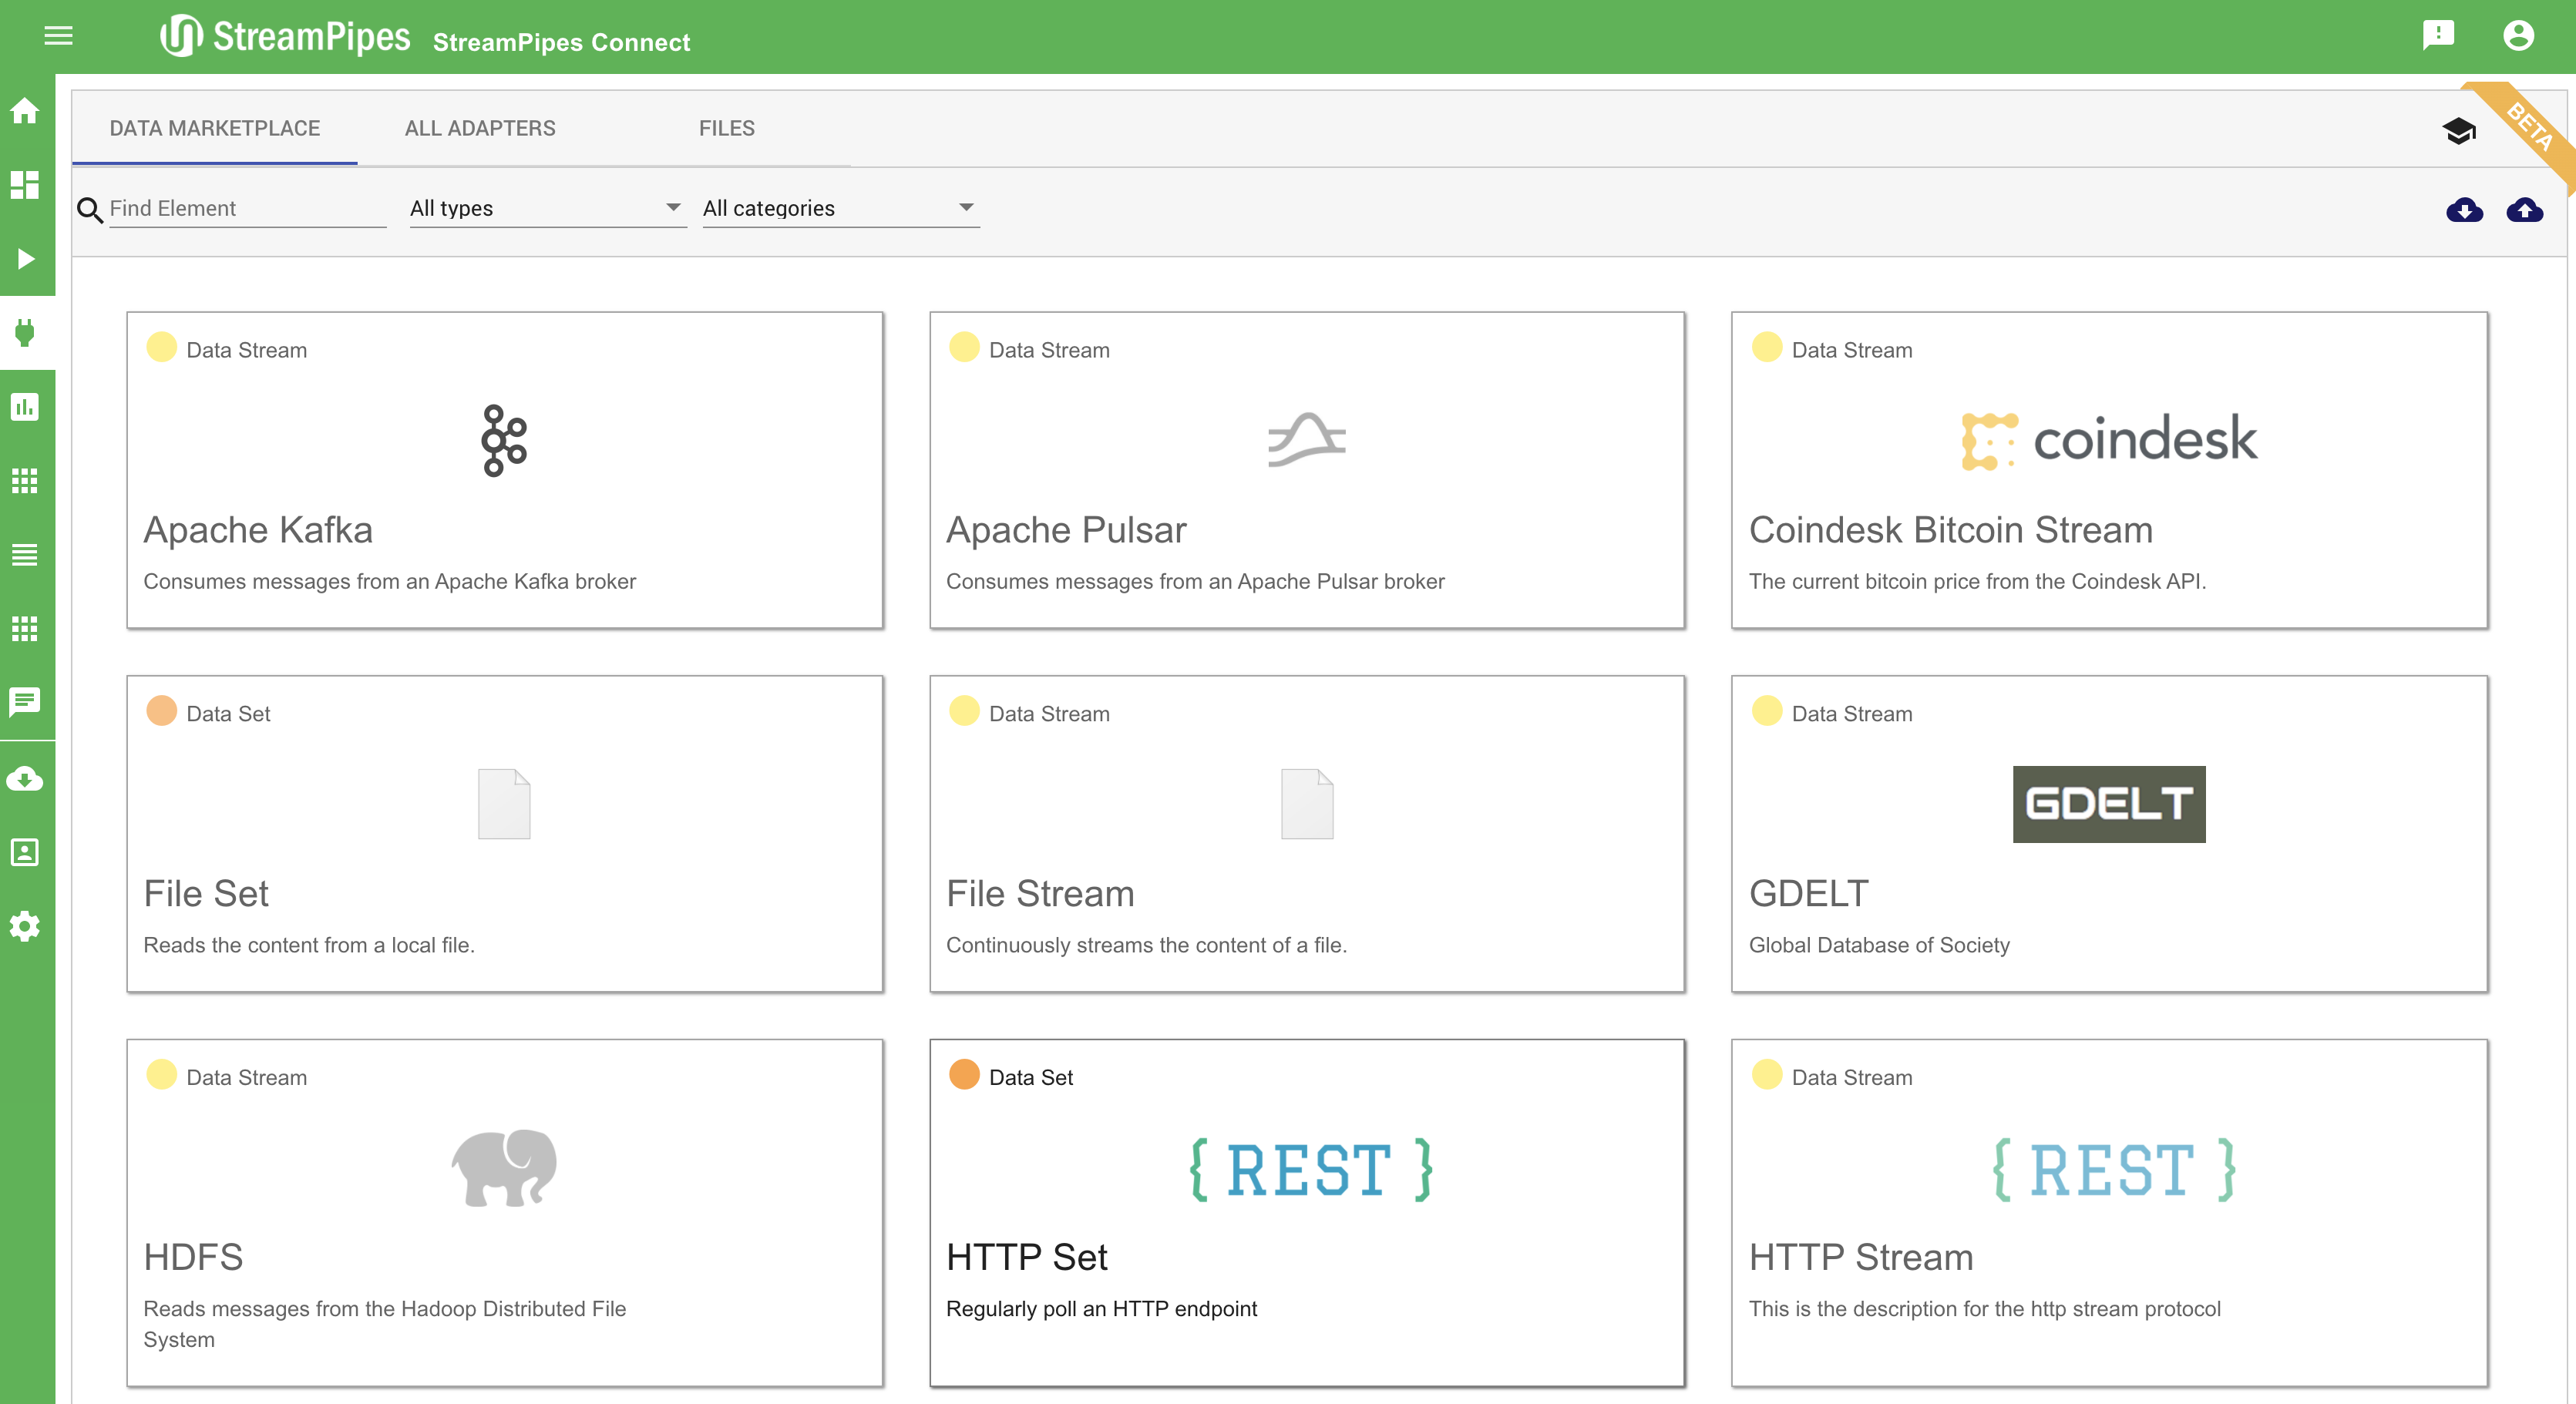 StreamPipes StreamPipes Connect
DATA MARKETPLACE ALL ADAPTERS FILES
BETA
Find Element All types All categories
Data Stream
Apache Kafka
Consumes messages from an Apache Kafka broker
Data Stream
Apache Pulsar
Consumes messages from an Apache Pulsar broker
Data Stream
coindesk
Coindesk Bitcoin Stream
The current bitcoin price from the Coindesk API.
Data Set
File Set
Reads the content from a local file.
Data Stream
File Stream
Continuously streams the content of a file.
Data Stream
GDELT
GDELT
Global Database of Society
Data Stream
HDFS
Reads messages from the Hadoop Distributed File
System
Data Set
{ REST }
HTTP Set
Regularly poll an HTTP endpoint
Data Stream
{ REST }
HTTP Stream
This is the description for the http stream protocol